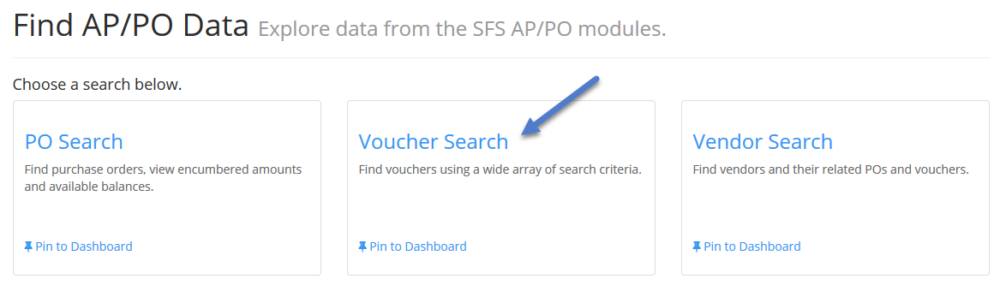 Find AP/PO Data Explore data from the SFS AP/PO modules.
Choose a search below.
PO Search
Find purchase orders, view encumbered amounts
and available balances.
Pin to Dashboard
Voucher Search
Find vouchers using a wide array of search criteria.
Pin to Dashboard
Vendor Search
Find vendors and their related POs and vouchers.
Pin to Dashboard